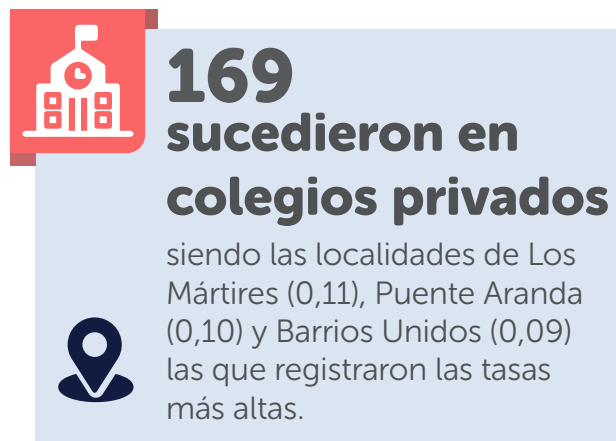 169
sucedieron en
colegios privados
siendo las localidades de Los
Mártires (0,11), Puente Aranda
(0,10) y Barrios Unidos (0,09)
las que registraron las tasas
más altas.